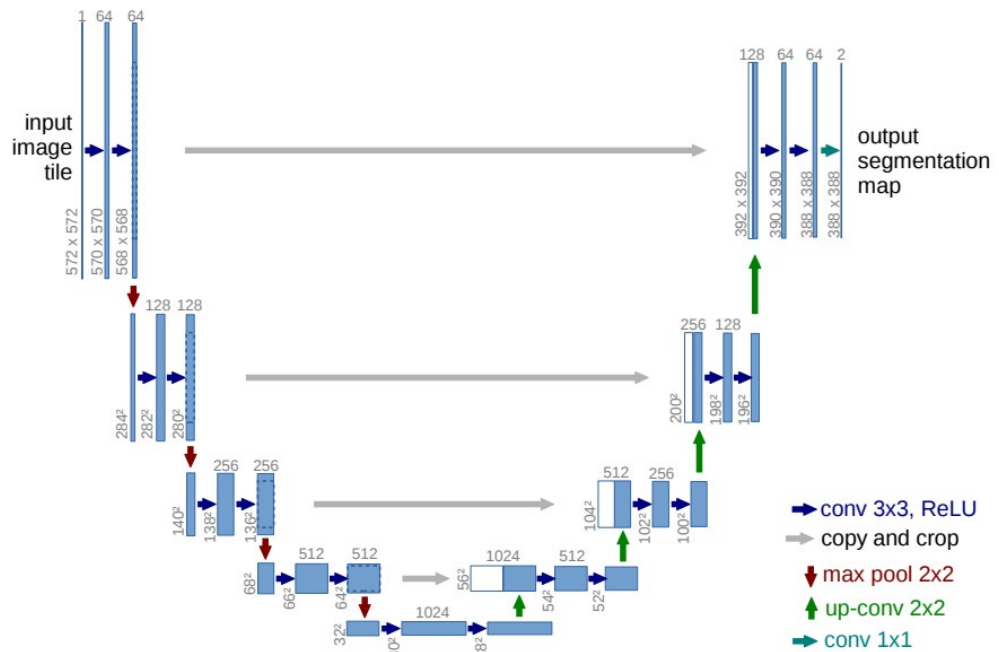 1 64 64
128 64 64 2
input
image
tile
output
segmentation
map
572 x 572
570 x 570
568 x 568
392 x 392
390 x 390
388 x 388
388 x 388
128 128
256 128
284²
282²
280²
200²
198²
196²
256 256
512 256
140²
138²
136²
104²
102²
100²
conv 3x3, ReLU
copy and crop
max pool 2x2
up-conv 2x2
conv 1x1
512 512
1024 512
68²
66²
64²
56²
54²
52²
1024
32²